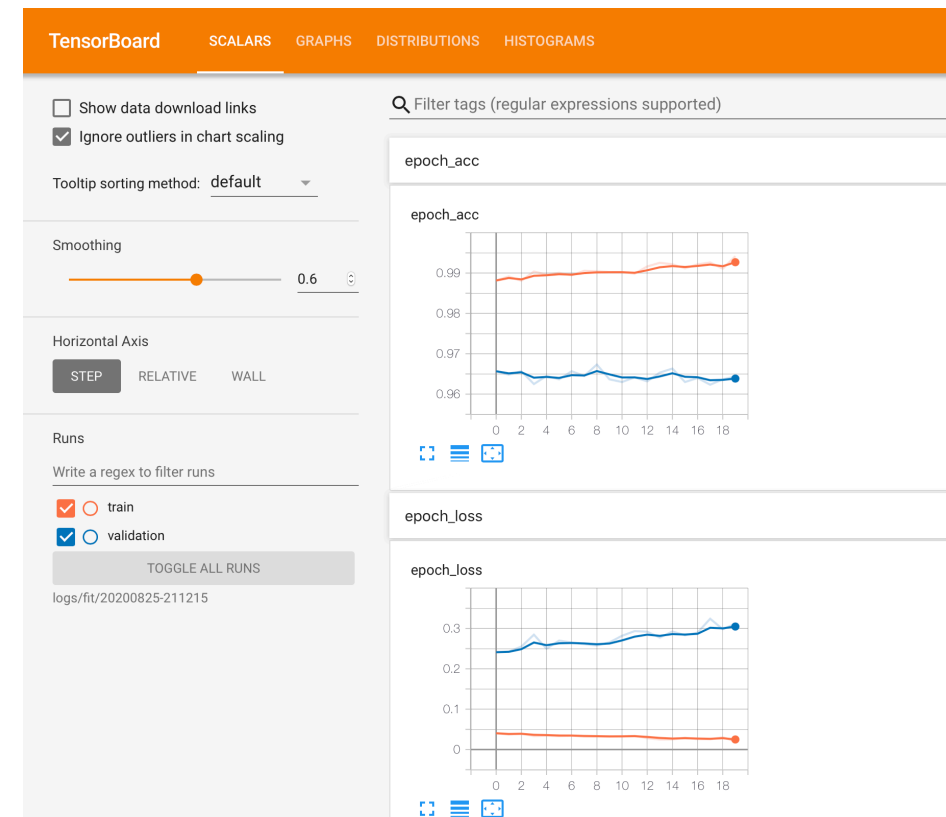 TensorBoard SCALARS GRAPHS DISTRIBUTIONS HISTOGRAMS
Show data download links
Ignore outliers in chart scaling
Tooltip sorting method: default
Smoothing
0.6
Horizontal Axis
STEP RELATIVE WALL
Runs
Write a regex to filter runs
train
validation
TOGGLE ALL RUNS
logs/fit/20200825-211215
Filter tags (regular expressions supported)
epoch_acc
epoch_acc
0.99
0.98
0.97
0.96
0 2 4 6 8 10 12 14 16 18
epoch_loss
epoch_loss
0.3
0.2
0.1
0
0 2 4 6 8 10 12 14 16 18